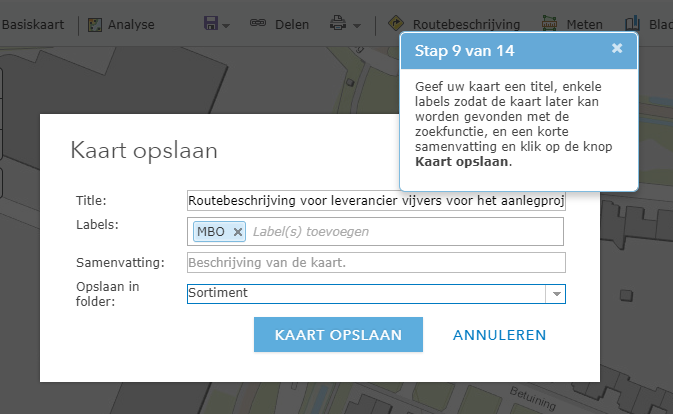 Basiskaart Analyse Delen Routebeschrijving Meten
Stap 9 van 14
Geef uw kaart een titel, enkele
labels zodat de kaart later kan
worden gevonden met de
zoekfunctie, en een korte
samenvatting en klik op de knop
Kaart opslaan.
Kaart opslaan
Title: Routebeschrijving voor leverancier vijvers voor het aanlegproj
Labels: MBO Label(s) toevoegen
Samenvatting: Beschrijving van de kaart.
Opslaan in
folder: Sortiment
KAART OPSLAAN ANNULEREN
Betuining